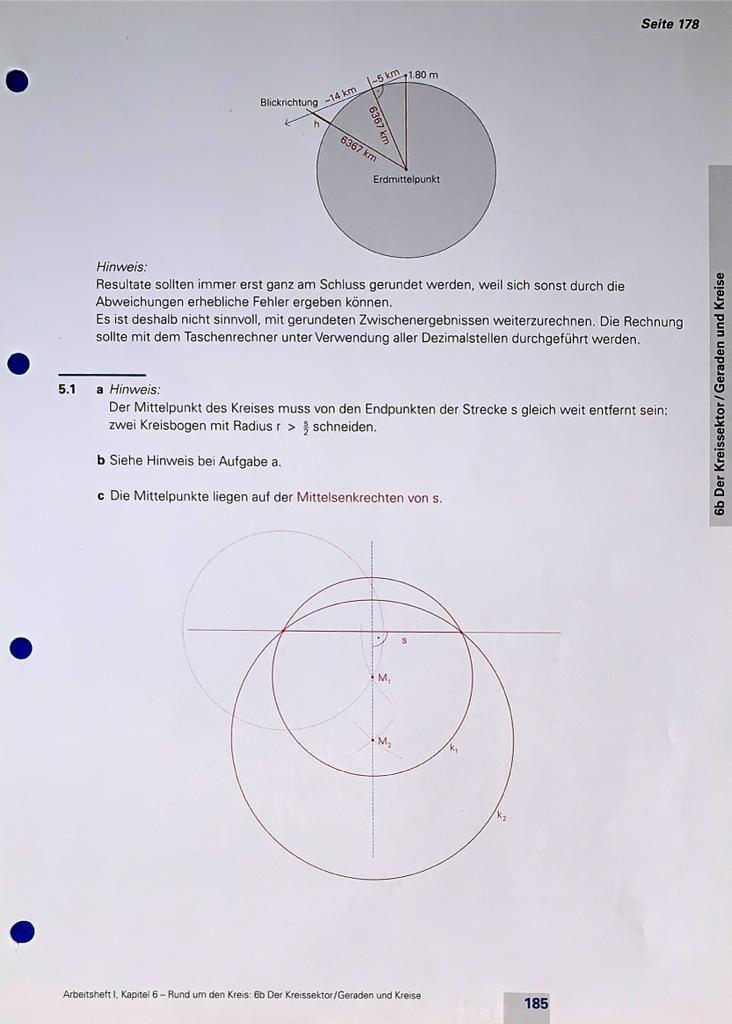 Seite 178
~5 km
1.80 m
~14 km
Blickrichtung
h
6367 km
6367 km
Erdmittelpunkt
Hinweis:
Resultate sollten immer erst ganz am Schluss gerundet werden, weil sich sonst durch die
Abweichungen erhebliche Fehler ergeben können.
Es ist deshalb nicht sinnvoll, mit gerundeten Zwischenergebnissen weiterzurechnen. Die Rechnung
sollte mit dem Taschenrechner unter Verwendung aller Dezimalstellen durchgeführt werden.
5.1 a Hinweis:
Der Mittelpunkt des Kreises muss von den Endpunkten der Strecke s gleich weit entfernt sein:
zwei Kreisbogen mit Radius r > s/2 schneiden.
b Siehe Hinweis bei Aufgabe a.
c Die Mittelpunkte liegen auf der Mittelsenkrechten von s.
s
M₁
M₂
k₁
k₂
6b Der Kreissektor/Geraden und Kreise
Arbeitsheft I, Kapitel 6 – Rund um den Kreis: 6b Der Kreissektor/Geraden und Kreise
185